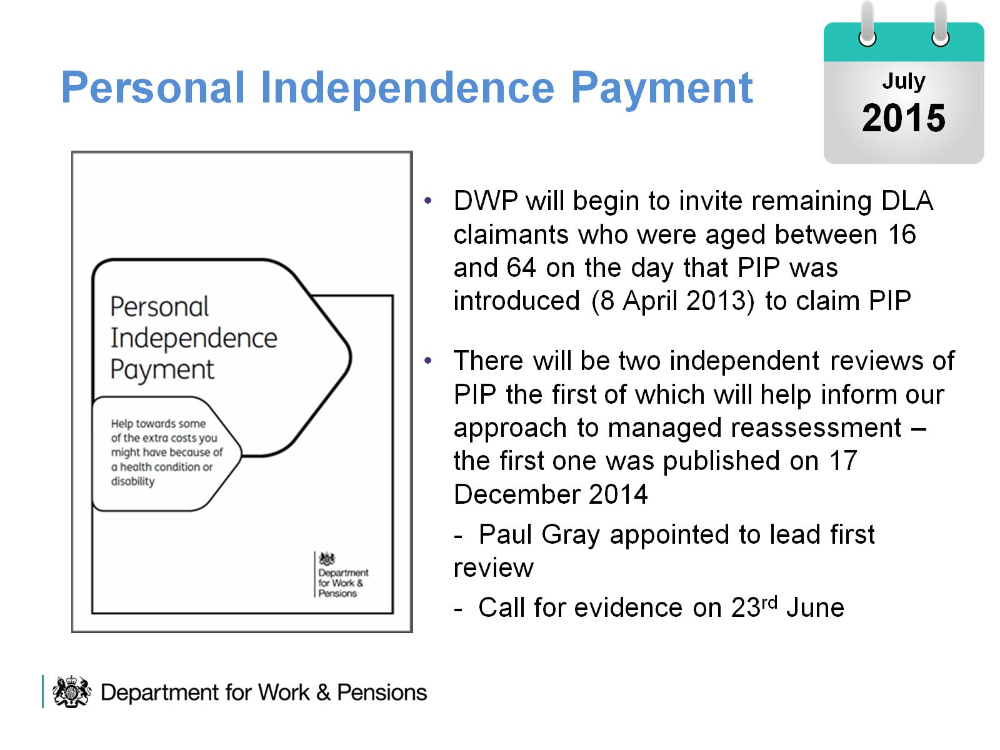 Personal Independence Payment
July
2015
Personal
Independence
Payment
Help towards some
of the extra costs you
might have because of
a health condition or
disability
Department
for Work &
Pensions
• DWP will begin to invite remaining DLA
claimants who were aged between 16
and 64 on the day that PIP was
introduced (8 April 2013) to claim PIP
• There will be two independent reviews of
PIP the first of which will help inform our
approach to managed reassessment –
the first one was published on 17
December 2014
- Paul Gray appointed to lead first
review
- Call for evidence on 23rd June
Department for Work & Pensions